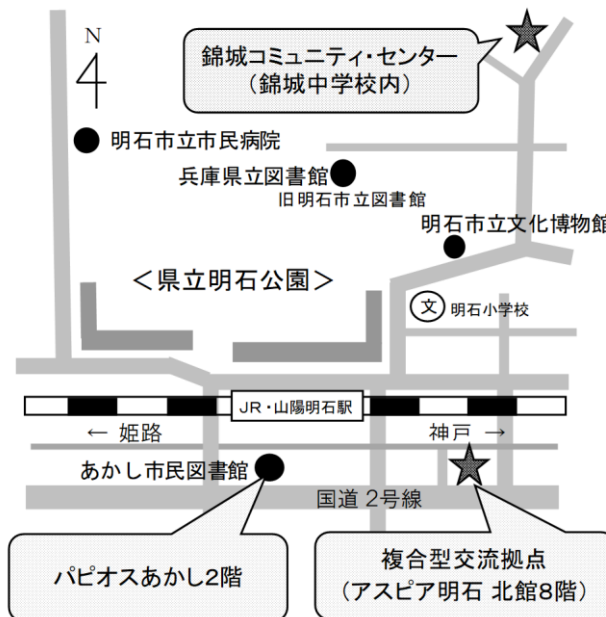 N
錦城コミュニティ・センター
（錦城中学校内）
明石市立市民病院
兵庫県立図書館
旧明石市立図書館
明石市立文化博物館
＜県立明石公園＞
文 明石小学校
JR・山陽明石駅
← 姫路
神戸 →
あかし市民図書館
国道 2号線
パピオスあかし2階
複合型交流拠点
（アスピア明石 北館8階）